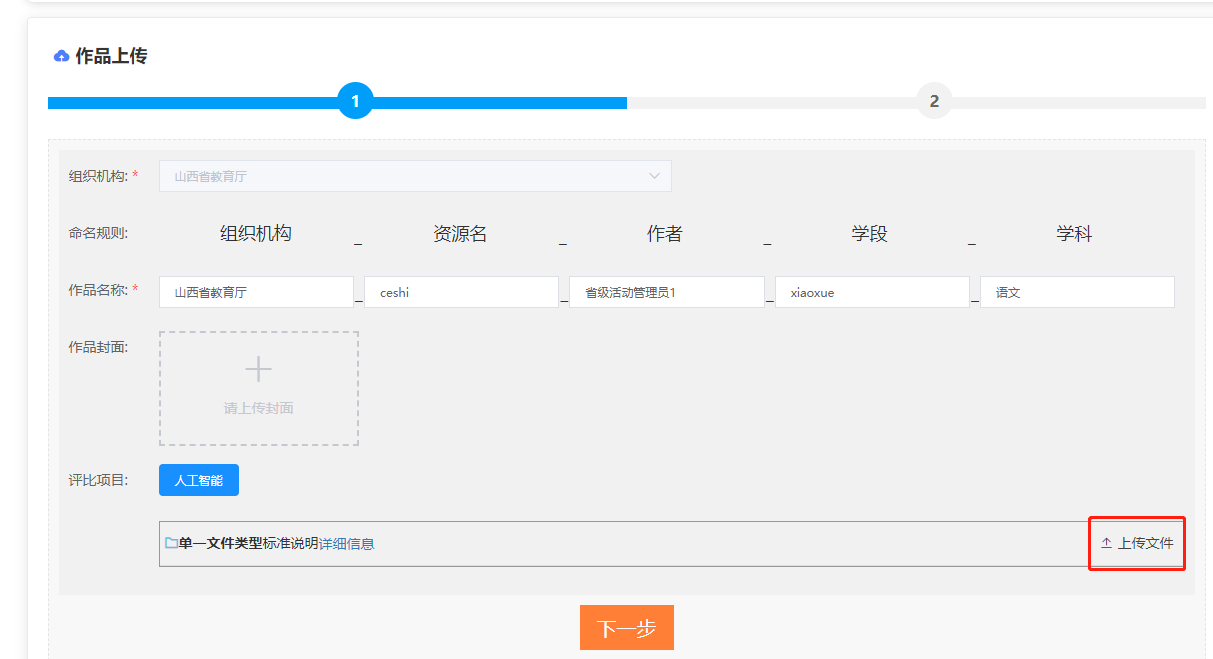 作品上传
1
2
组织机构: *
山西省教育厅
命名规则:
组织机构 _ 资源名 _ 作者 _ 学段 _ 学科
作品名称: *
山西省教育厅 _ ceshi _ 省级活动管理员1 _ xiaoxue _ 语文
作品封面:
请上传封面
评比项目:
人工智能
单一文件类型标准说明详细信息
上传文件
下一步